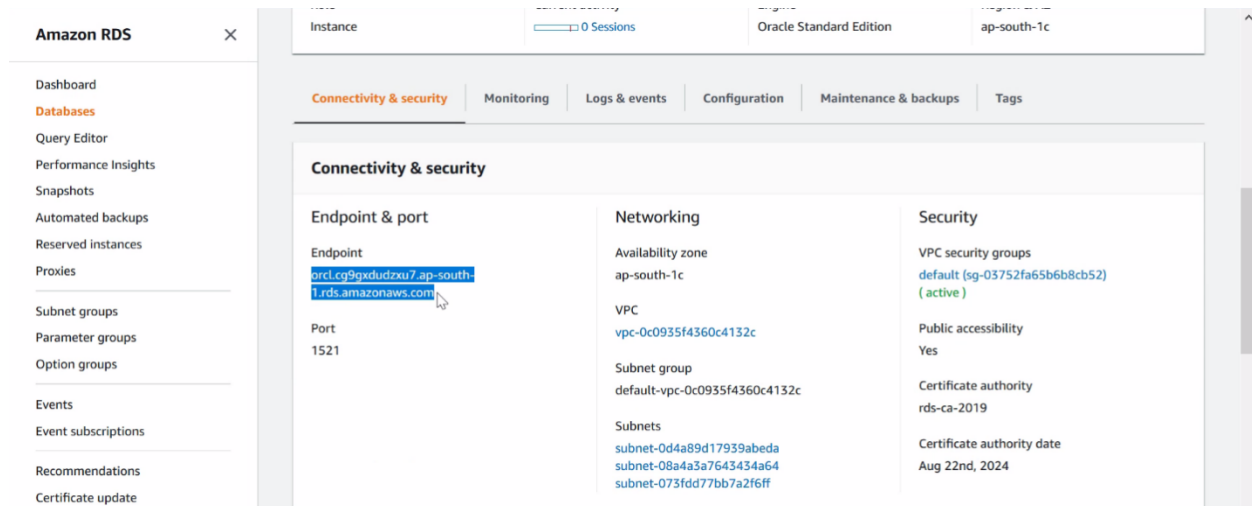 Amazon RDS
Dashboard
Databases
Query Editor
Performance Insights
Snapshots
Automated backups
Reserved instances
Proxies
Subnet groups
Parameter groups
Option groups
Events
Event subscriptions
Recommendations
Certificate update
Instance
0 Sessions
Oracle Standard Edition
ap-south-1c
Connectivity & security
Monitoring
Logs & events
Configuration
Maintenance & backups
Tags
Connectivity & security
Endpoint & port
Endpoint
orcl.cg9gxdudzxu7.ap-south-
1.rds.amazonaws.com
Port
1521
Networking
Availability zone
ap-south-1c
VPC
vpc-0c0935f4360c4132c
Subnet group
default-vpc-0c0935f4360c4132c
Subnets
subnet-0d4a89d17939abeda
subnet-08a4a3a7643434a64
subnet-073fdd77bb7a2f6ff
Security
VPC security groups
default (sg-03752fa65b6b8cb52)
( active )
Public accessibility
Yes
Certificate authority
rds-ca-2019
Certificate authority date
Aug 22nd, 2024